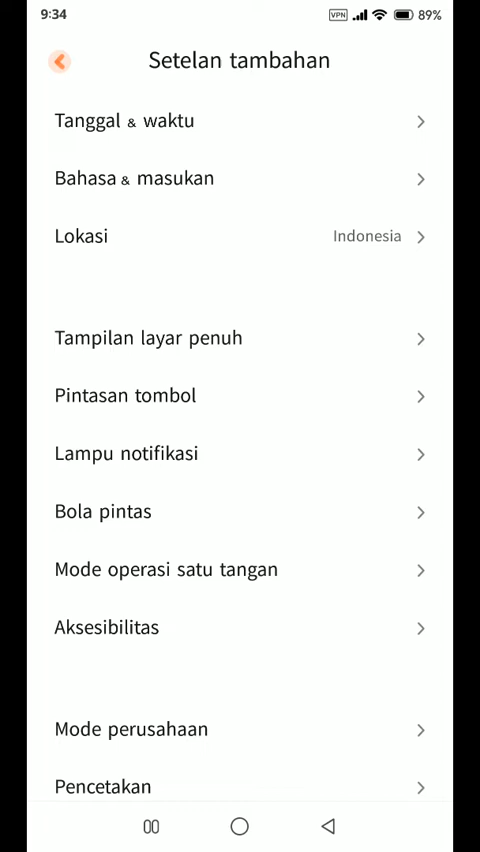 9:34 VPN 89%
Setelan tambahan
Tanggal & waktu
Bahasa & masukan
Lokasi Indonesia
Tampilan layar penuh
Pintasan tombol
Lampu notifikasi
Bola pintas
Mode operasi satu tangan
Aksesibilitas
Mode perusahaan
Pencetakan